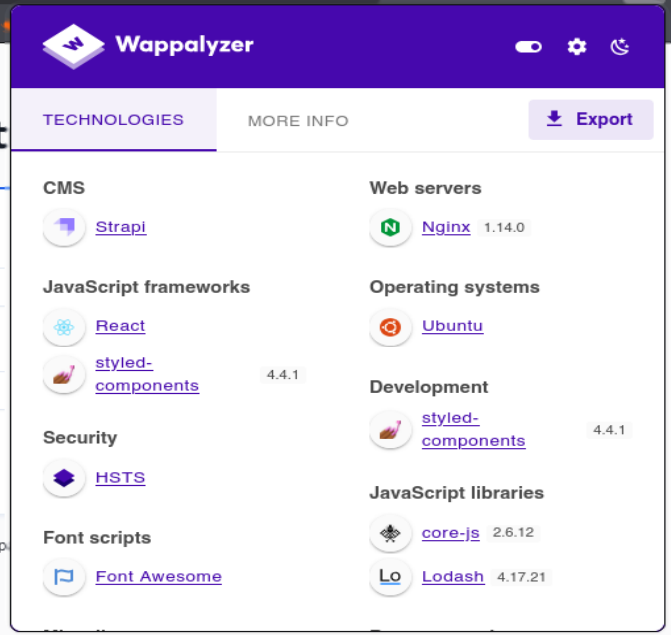 Wappalyzer
TECHNOLOGIES
MORE INFO
Export
CMS
Strapi
JavaScript frameworks
React
styled-
components 4.4.1
Security
HSTS
Font scripts
Font Awesome
Web servers
Nginx 1.14.0
Operating systems
Ubuntu
Development
styled-
components 4.4.1
JavaScript libraries
core-js 2.6.12
Lo Lodash 4.17.21